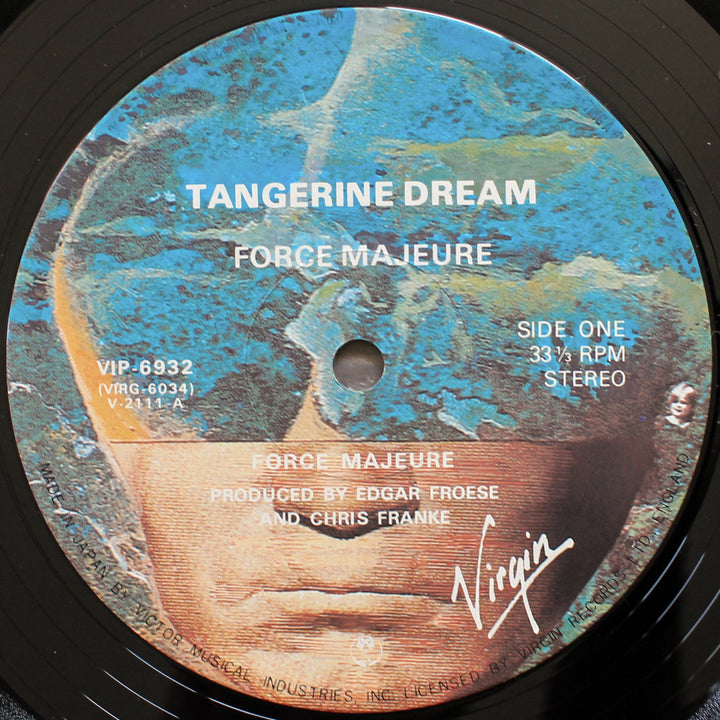 TANGERINE DREAM
FORCE MAJEURE
SIDE ONE
33 1/3 RPM
STEREO
VIP-6932
(VIRG-6034)
V-2111-A
FORCE MAJEURE
PRODUCED BY EDGAR FROESE
AND CHRIS FRANKE
Virgin
MADE IN JAPAN BY VICTOR MUSICAL INDUSTRIES, INC. LICENSED BY VIRGIN RECORDS LTD., ENGLAND